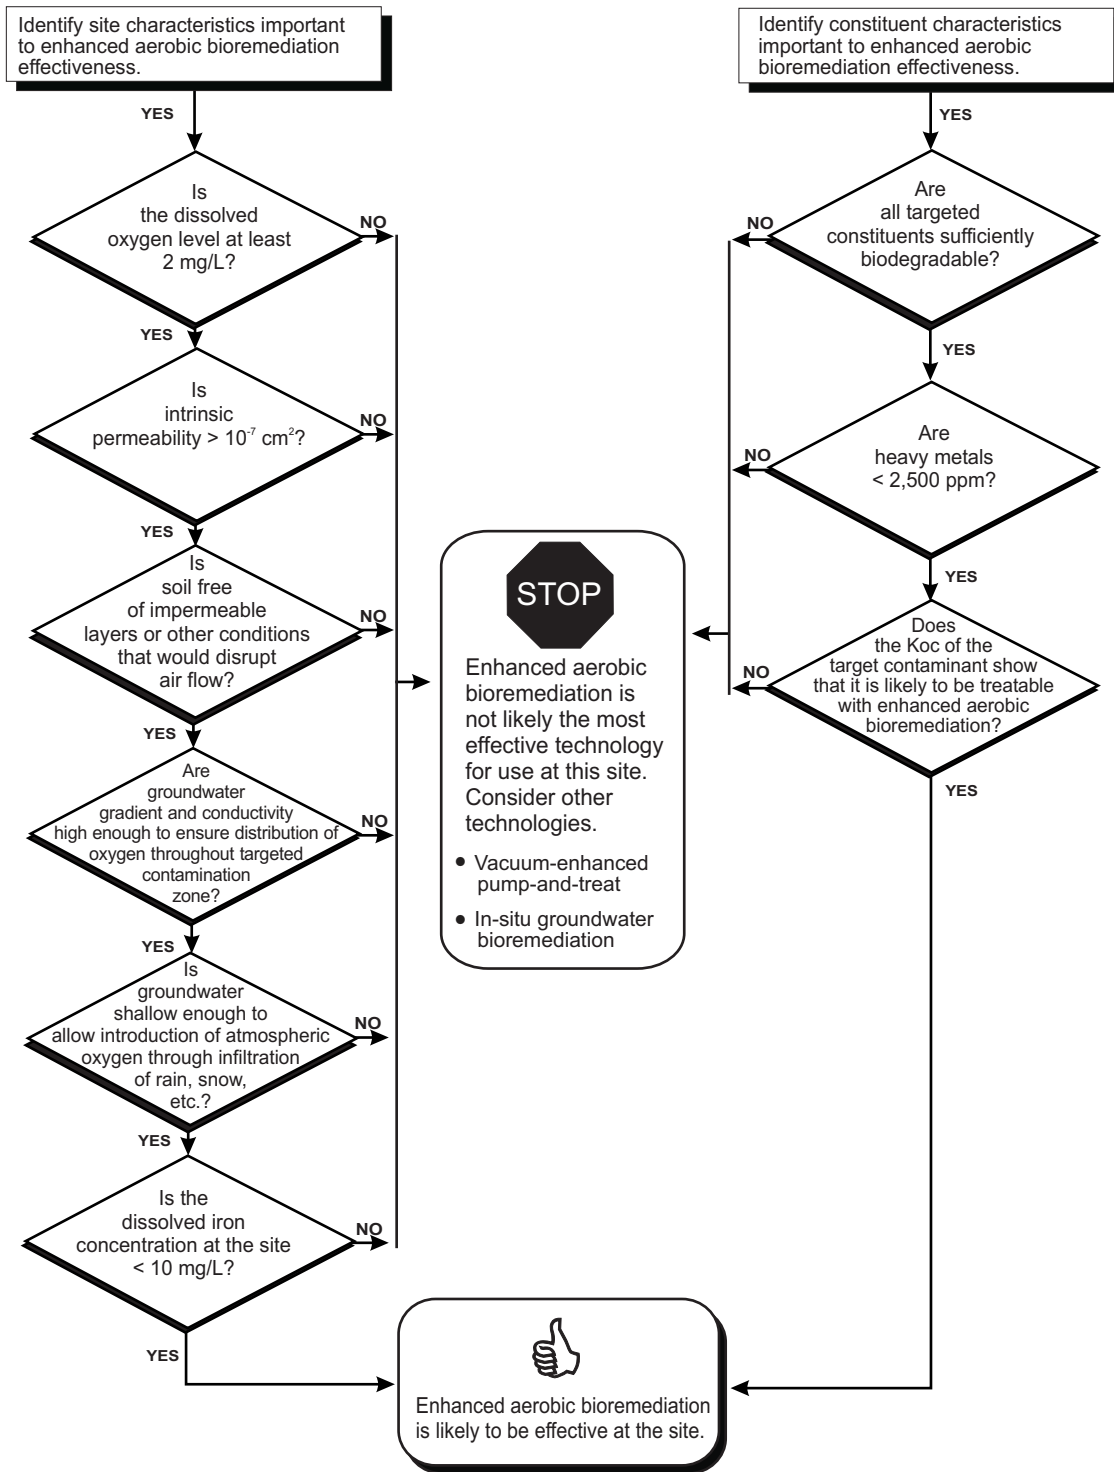 Identify site characteristics important
to enhanced aerobic bioremediation
effectiveness.
YES
Is
the dissolved
oxygen level at least
2 mg/L?
NO
YES
Is
intrinsic
permeability > 10⁻⁷ cm²?
NO
YES
Is
soil free
of impermeable
layers or other conditions
that would disrupt
air flow?
NO
YES
Are
groundwater
gradient and conductivity
high enough to ensure distribution of
oxygen throughout targeted
contamination
zone?
NO
YES
Is
groundwater
shallow enough to
allow introduction of atmospheric
oxygen through infiltration
of rain, snow,
etc.?
NO
YES
Is the
dissolved iron
concentration at the site
< 10 mg/L?
NO
YES
STOP
Enhanced aerobic
bioremediation is
not likely the most
effective technology
for use at this site.
Consider other
technologies.
• Vacuum-enhanced
pump-and-treat
• In-situ groundwater
bioremediation
Identify constituent characteristics
important to enhanced aerobic
bioremediation effectiveness.
YES
Are
all targeted
constituents sufficiently
biodegradable?
NO
YES
Are
heavy metals
< 2,500 ppm?
NO
YES
Does
the Koc of the
target contaminant show
that it is likely to be treatable
with enhanced aerobic
bioremediation?
NO
YES
Enhanced aerobic bioremediation
is likely to be effective at the site.